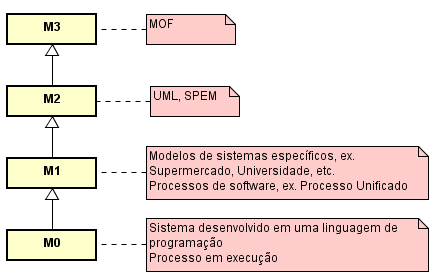 M3
MOF
M2
UML, SPEM
M1
Modelos de sistemas específicos, ex.
Supermercado, Universidade, etc.
Processos de software, ex. Processo Unificado
M0
Sistema desenvolvido em uma linguagem de
programação
Processo em execução